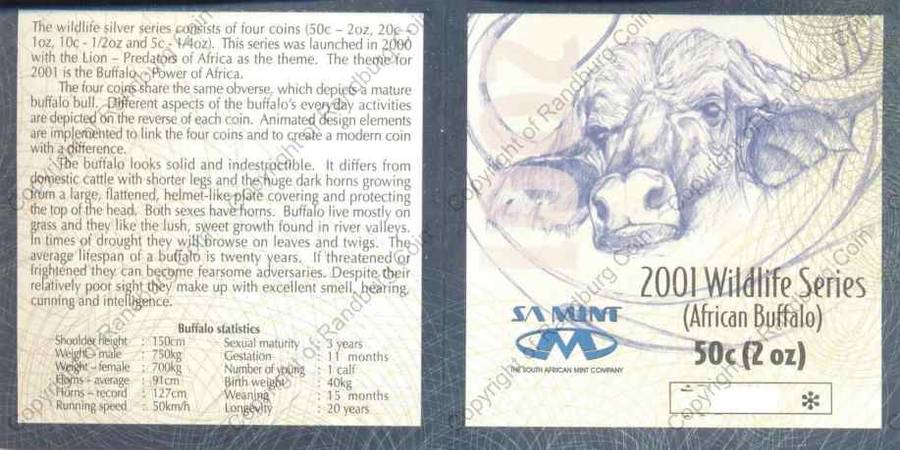 The wildlife silver series consists of four coins (50c – 2oz, 20c -
1oz, 10c - 1/2oz and 5c - 1/4oz). This series was launched in 2000
with the Lion – Predators of Africa as the theme. The theme for
2001 is the Buffalo – Power of Africa.
The four coins share the same obverse, which depicts a mature
buffalo bull. Different aspects of the buffalo's everyday activities
are depicted on the reverse of each coin. Animated design elements
are implemented to link the four coins and to create a modern coin
with a difference.
The buffalo looks solid and indestructible. It differs from
domestic cattle with shorter legs and the huge dark horns growing
from a large, flattened, helmet-like plate covering and protecting
the top of the head. Both sexes have horns. Buffalo live mostly on
grass and they like the lush, sweet growth found in river valleys.
In times of drought they will browse on leaves and twigs. The
average lifespan of a buffalo is twenty years. If threatened or
frightened they can become fearsome adversaries. Despite their
relatively poor sight they make up with excellent smell, hearing,
cunning and intelligence.
Buffalo statistics
Shoulder height : 150cm Sexual maturity : 3 years
Weight - male : 750kg Gestation : 11 months
Weight - female : 700kg Number of young : 1 calf
Horns - average : 91cm Birth weight : 40kg
Horns - record : 127cm Weaning : 15 months
Running speed : 50km/h Longevity : 20 years
2001 Wildlife Series
(African Buffalo)
50c (2 oz)
SA MINT
THE SOUTH AFRICAN MINT COMPANY
*
Copyright of Randburg Coin